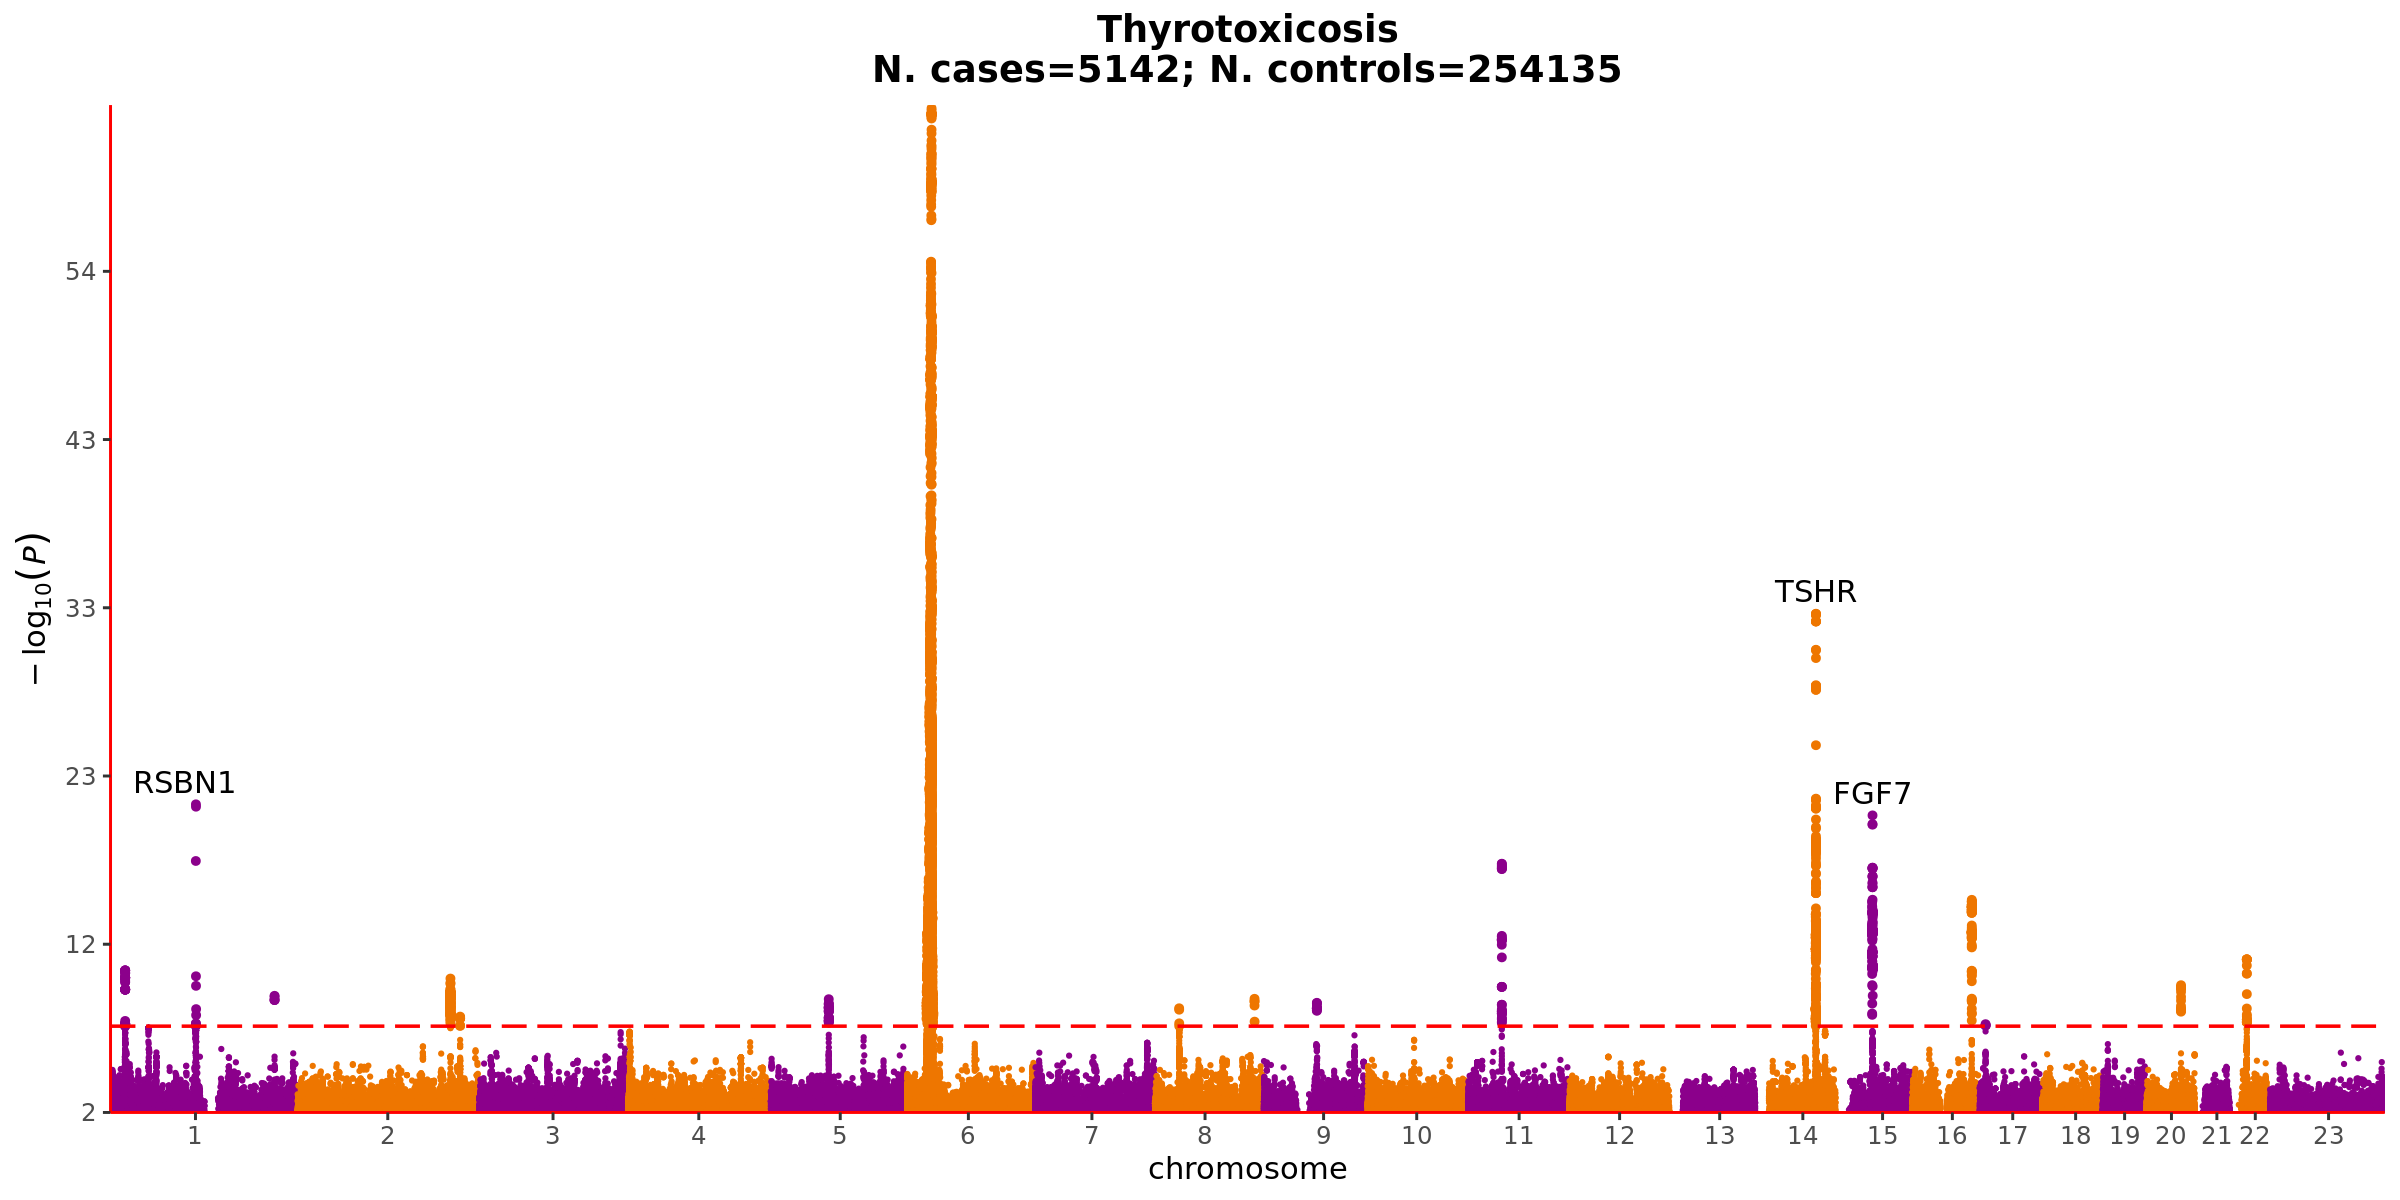 Thyrotoxicosis
N. cases=5142; N. controls=254135
54
43
33
23
12
2
−log10(P)
TSHR
RSBN1
FGF7
1 2 3 4 5 6 7 8 9 10 11 12 13 14 15 16 17 18 19 20 21 22 23
chromosome